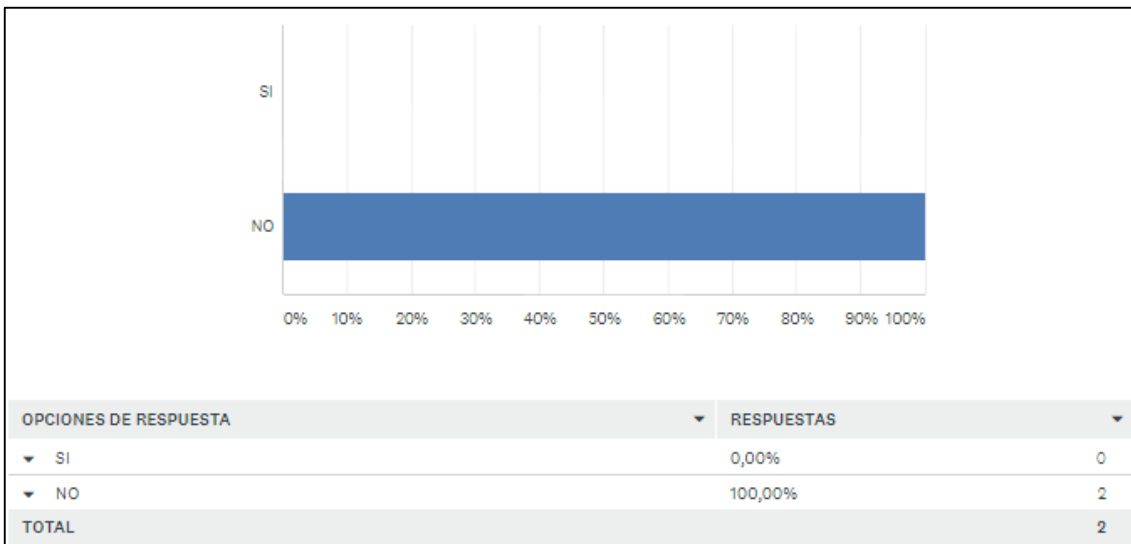 SI
NO
0% 10% 20% 30% 40% 50% 60% 70% 80% 90% 100%
OPCIONES DE RESPUESTA RESPUESTAS
SI 0,00% 0
NO 100,00% 2
TOTAL 2